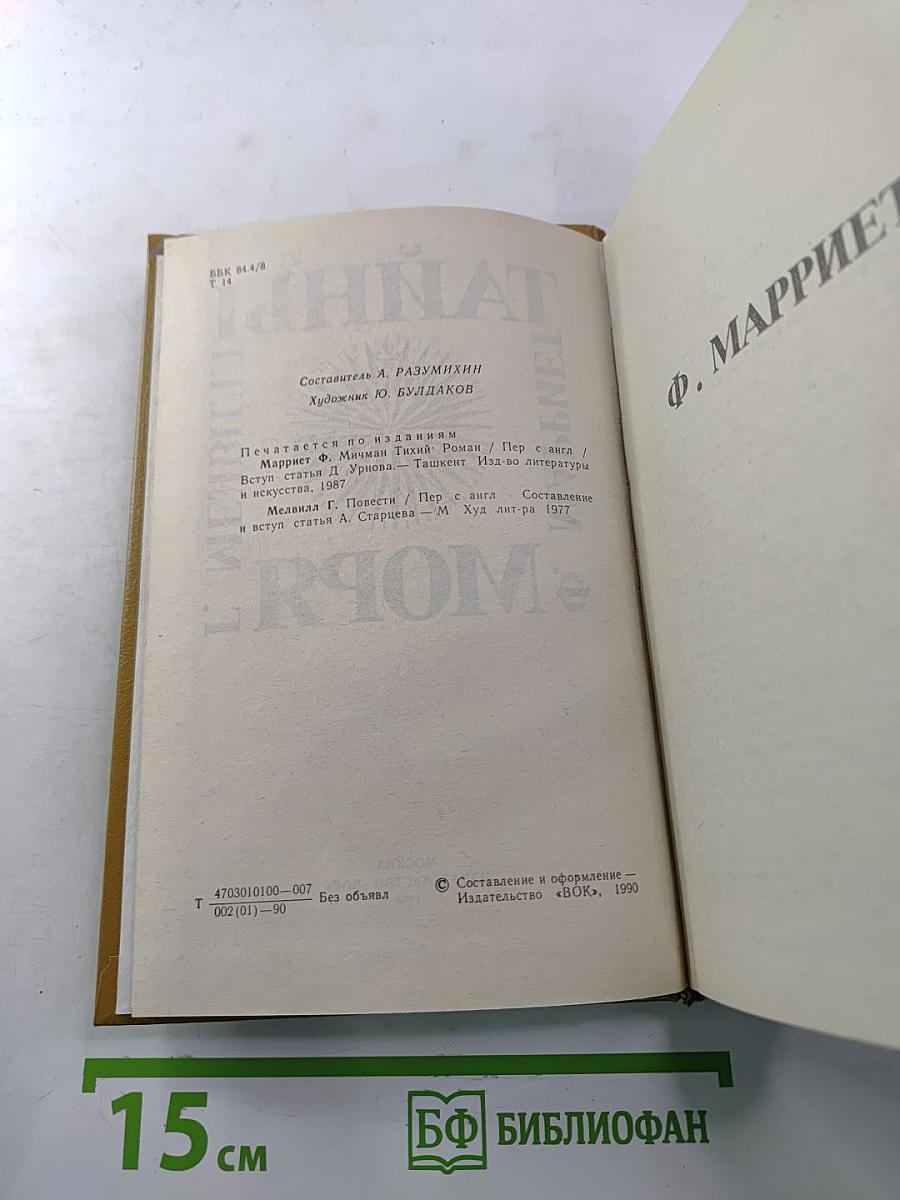 ББК 84.4/8
Т 14
Составитель А. РАЗУМИХИН
Художник Ю. БУЛДАКОВ
Печатается по изданиям
Марриет Ф. Мичман Тихий· Роман / Пер с англ /
Вступ статья Д Урнова.— Ташкент Изд-во литературы
и искусства, 1987
Мелвилл Г. Повести / Пер с англ Составление
и вступ статья А. Старцева — М Худ лит-ра 1977
ТАЙНЫ
МОРЯ
Т 4703010100—007
002(01)—90
Без объявл
© Составление и оформление —
Издательство «ВОК», 1990
Ф. МАРРИЕТ
15 см
БФ БИБЛИОФАН